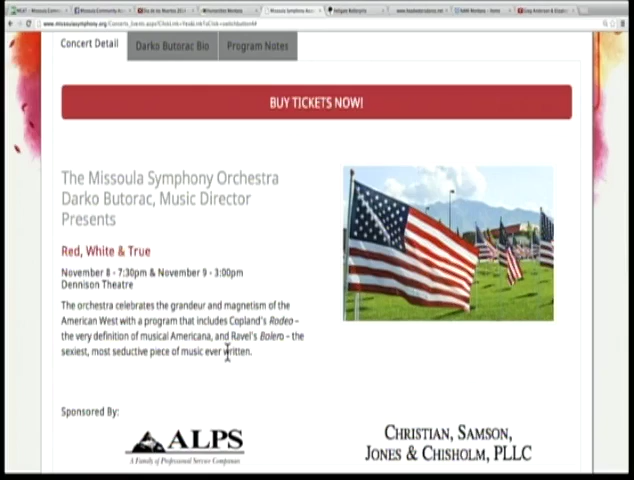 www.missoulasymphony.org
Concert Detail
Darko Butorac Bio
Program Notes
BUY TICKETS NOW!
The Missoula Symphony Orchestra
Darko Butorac, Music Director
Presents
Red, White & True
November 8 - 7:30pm & November 9 - 3:00pm
Dennison Theatre
The orchestra celebrates the grandeur and magnetism of the
American West with a program that includes Copland's Rodeo –
the very definition of musical Americana, and Ravel's Bolero – the
sexiest, most seductive piece of music ever written.
Sponsored By:
ALPS
A Family of Professional Service Companies
CHRISTIAN, SAMSON,
JONES & CHISHOLM, PLLC